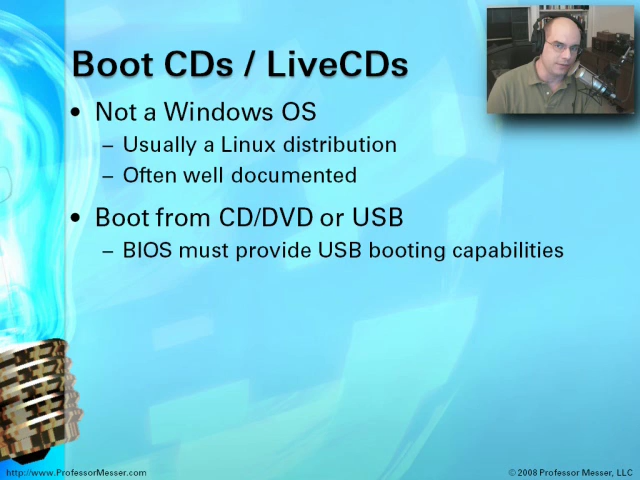 Boot CDs / LiveCDs
• Not a Windows OS
– Usually a Linux distribution
– Often well documented
• Boot from CD/DVD or USB
– BIOS must provide USB booting capabilities
http://www.ProfessorMesser.com
© 2008 Professor Messer, LLC